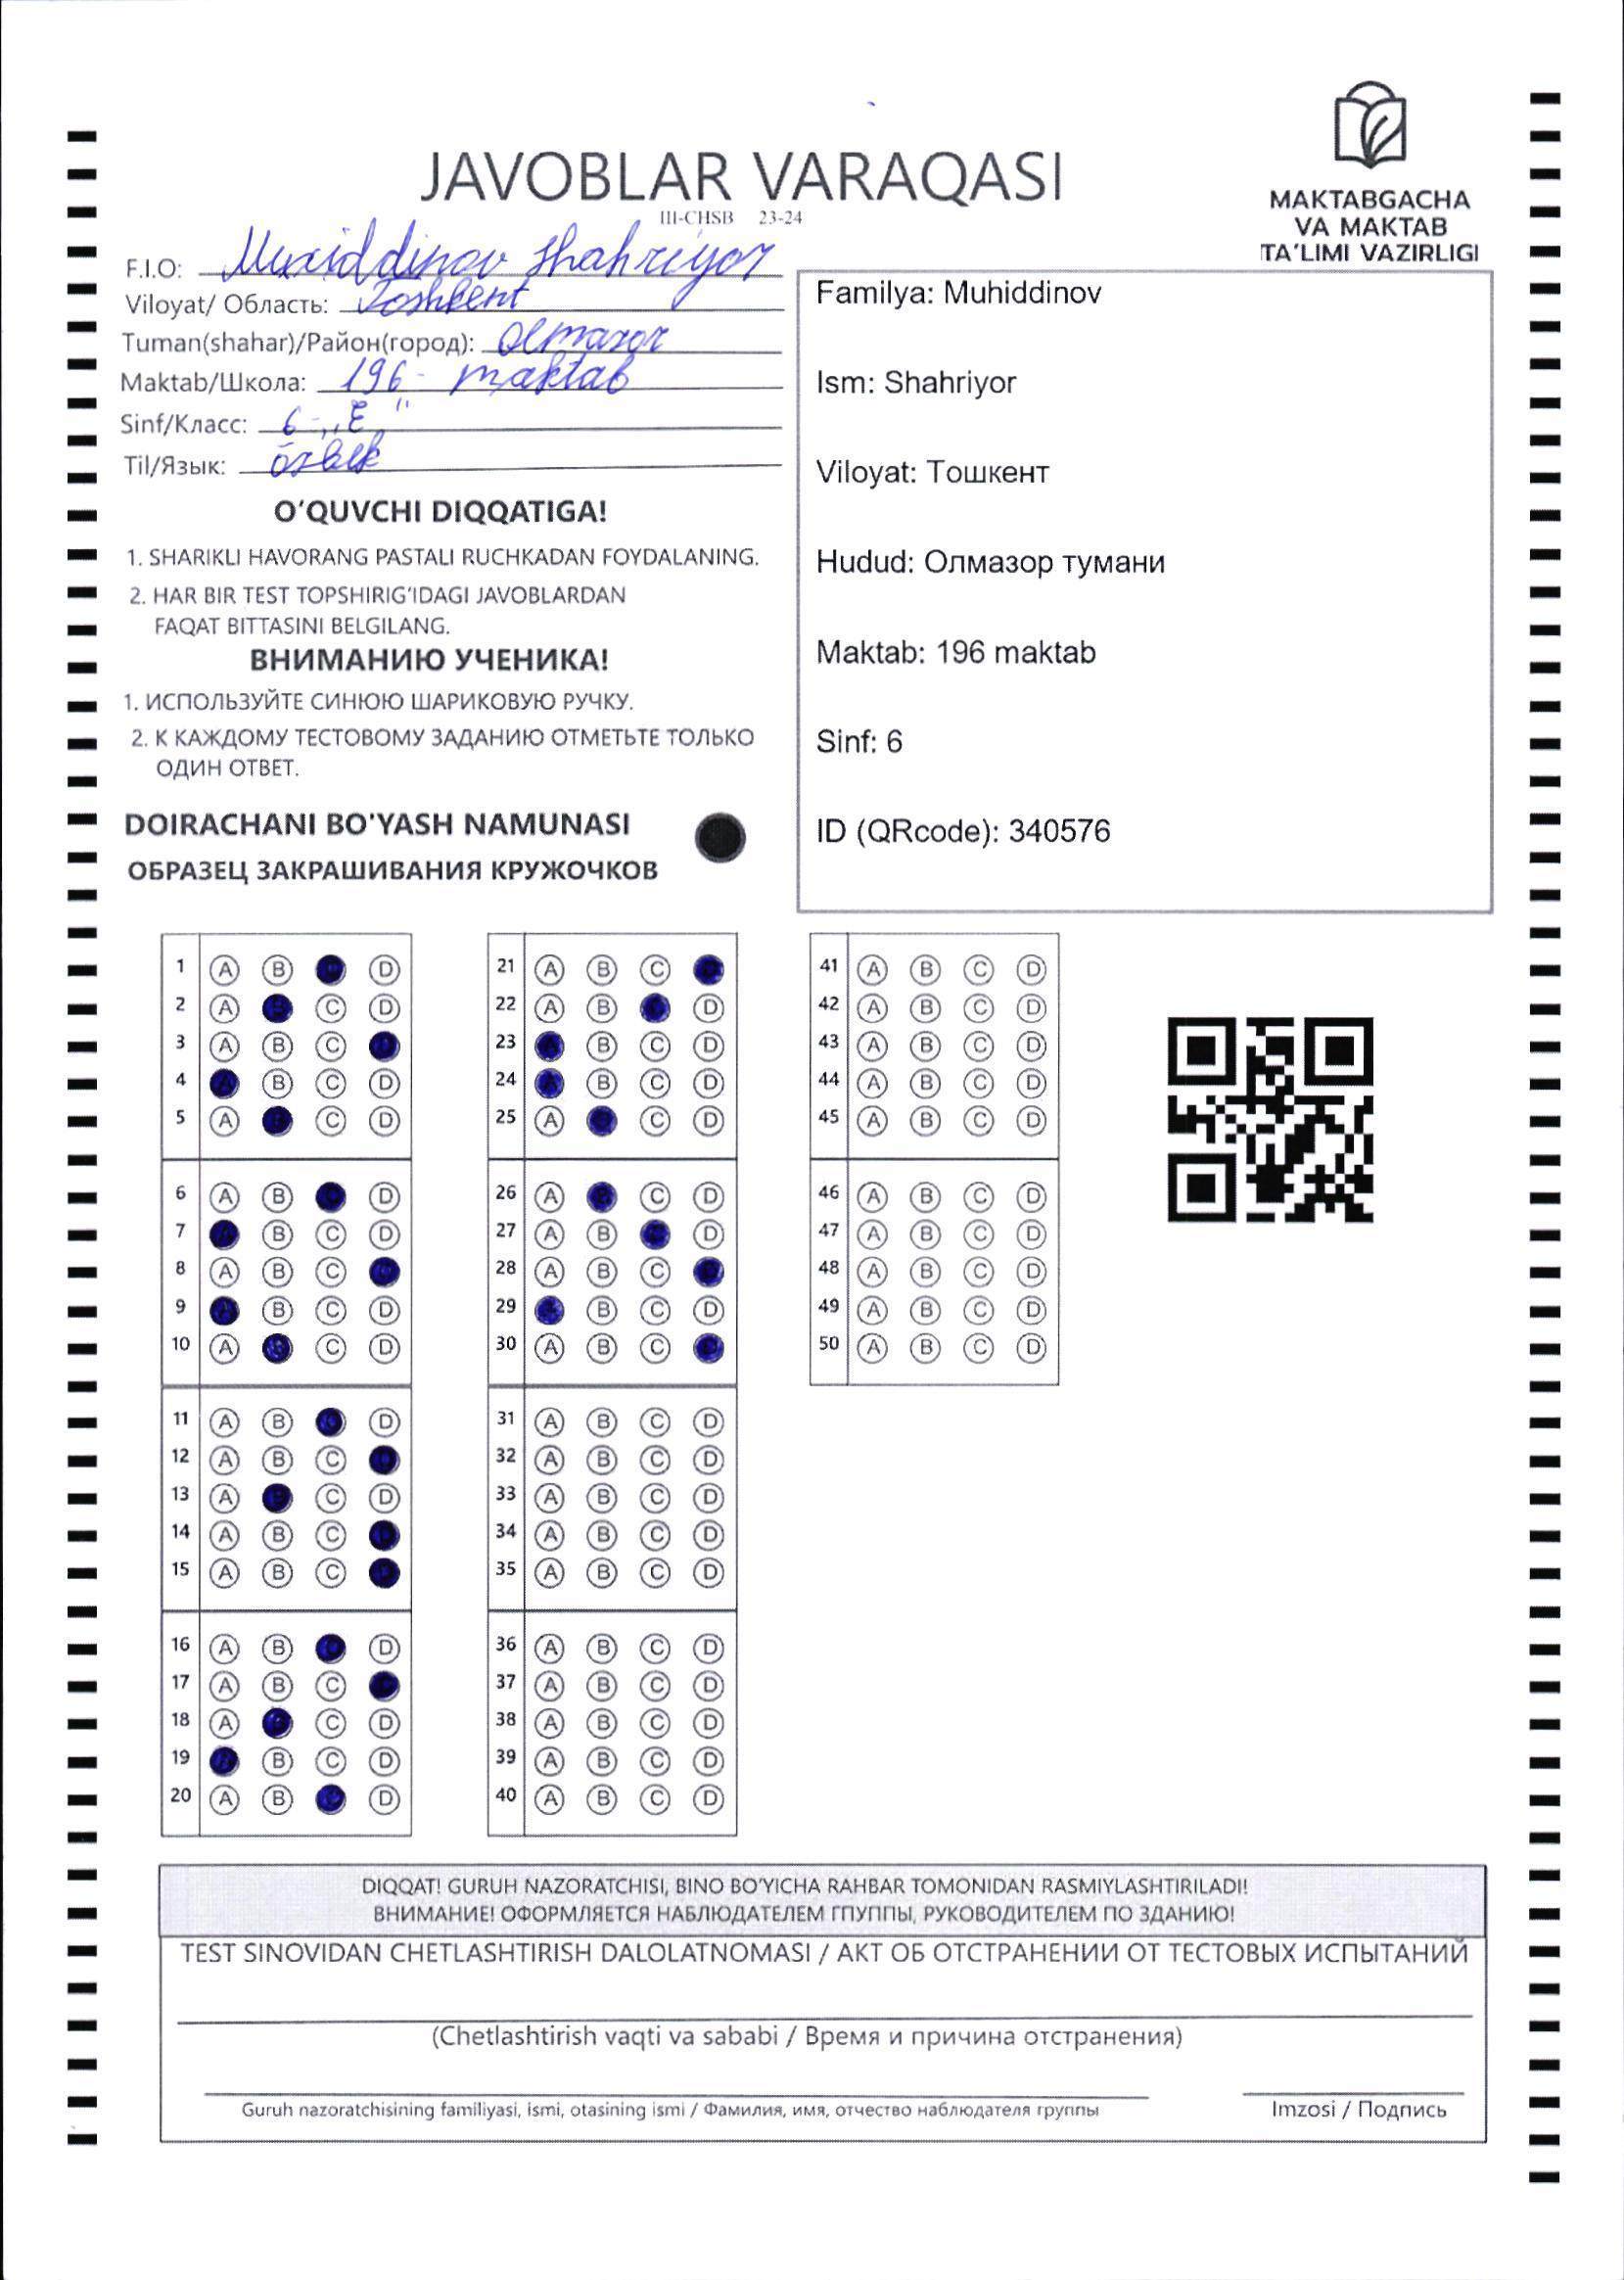 JAVOBLAR VARAQASI
III-CHSB 23-24
MAKTABGACHA
VA MAKTAB
TA'LIMI VAZIRLIGI
F.I.O: Muxiddinov Shahriyor
Viloyat/ Область: Toshkent
Tuman(shahar)/Район(город): Olmazor
Maktab/Школа: 196- maktab
Sinf/Класс: 6-„E"
Til/Язык: özbek
O'QUVCHI DIQQATIGA!
1. SHARIKLI HAVORANG PASTALI RUCHKADAN FOYDALANING.
2. HAR BIR TEST TOPSHIRIG'IDAGI JAVOBLARDAN
FAQAT BITTASINI BELGILANG.
ВНИМАНИЮ УЧЕНИКА!
1. ИСПОЛЬЗУЙТЕ СИНЮЮ ШАРИКОВУЮ РУЧКУ.
2. К КАЖДОМУ ТЕСТОВОМУ ЗАДАНИЮ ОТМЕТЬТЕ ТОЛЬКО
ОДИН ОТВЕТ.
DOIRACHANI BO'YASH NAMUNASI
ОБРАЗЕЦ ЗАКРАШИВАНИЯ КРУЖОЧКОВ
Familya: Muhiddinov
Ism: Shahriyor
Viloyat: Тошкент
Hudud: Олмазор тумани
Maktab: 196 maktab
Sinf: 6
ID (QRcode): 340576
1 A B D
2 A C D
3 A B C
4 B C D
5 A C D
6 A B D
7 B C D
8 A B C
9 B C D
10 A C D
11 A B D
12 A B C
13 A C D
14 A B C
15 A B C
16 A B D
17 A B C
18 A C D
19 B C D
20 A B D
21 A B C
22 A B D
23 A B C D
24 A B C D
25 A C D
26 A C D
27 A B D
28 A B C
29 B C D
30 A B C
31 A B C D
32 A B C D
33 A B C D
34 A B C D
35 A B C D
36 A B C D
37 A B C D
38 A B C D
39 A B C D
40 A B C D
41 A B C D
42 A B C D
43 A B C D
44 A B C D
45 A B C D
46 A B C D
47 A B C D
48 A B C D
49 A B C D
50 A B C D
DIQQAT! GURUH NAZORATCHISI, BINO BO'YICHA RAHBAR TOMONIDAN RASMIYLASHTIRILADI!
ВНИМАНИЕ! ОФОРМЛЯЕТСЯ НАБЛЮДАТЕЛЕМ ГПУППЫ, РУКОВОДИТЕЛЕМ ПО ЗДАНИЮ!
TEST SINOVIDAN CHETLASHTIRISH DALOLATNOMASI / АКТ ОБ ОТСТРАНЕНИИ ОТ ТЕСТОВЫХ ИСПЫТАНИЙ
(Chetlashtirish vaqti va sababi / Время и причина отстранения)
Guruh nazoratchisining familiyasi, ismi, otasining ismi / Фамилия, имя, отчество наблюдателя группы
Imzosi / Подпись